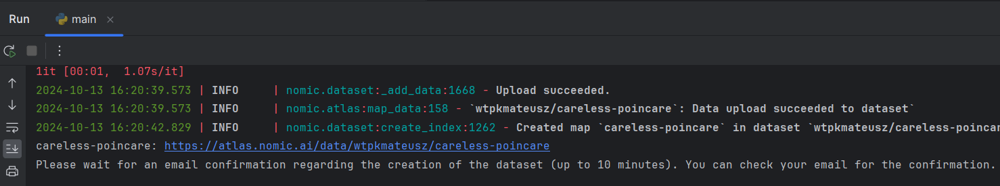 Run main
1it [00:01,  1.07s/it]
2024-10-13 16:20:39.573 | INFO     | nomic.dataset:_add_data:1668 - Upload succeeded.
2024-10-13 16:20:39.573 | INFO     | nomic.atlas:map_data:158 - `wtpkmateusz/careless-poincare`: Data upload succeeded to dataset`
2024-10-13 16:20:42.829 | INFO     | nomic.dataset:create_index:1262 - Created map `careless-poincare` in dataset `wtpkmateusz/careless-poincar
careless-poincare: https://atlas.nomic.ai/data/wtpkmateusz/careless-poincare
Please wait for an email confirmation regarding the creation of the dataset (up to 10 minutes). You can check your email for the confirmation.